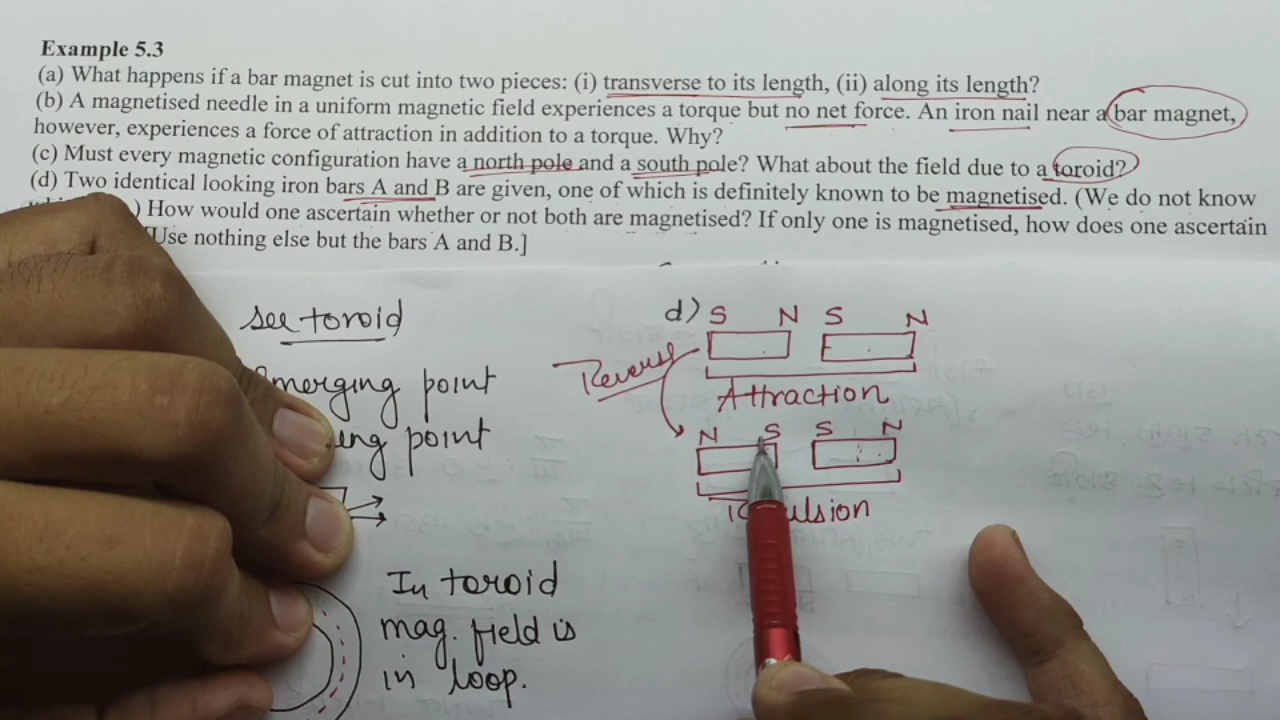 Example 5.3
(a) What happens if a bar magnet is cut into two pieces: (i) transverse to its length, (ii) along its length?
(b) A magnetised needle in a uniform magnetic field experiences a torque but no net force. An iron nail near a bar magnet,
however, experiences a force of attraction in addition to a torque. Why?
(c) Must every magnetic configuration have a north pole and a south pole? What about the field due to a toroid?
(d) Two identical looking iron bars A and B are given, one of which is definitely known to be magnetised. (We do not know
) How would one ascertain whether or not both are magnetised? If only one is magnetised, how does one ascertain
Use nothing else but the bars A and B.]
see toroid
Emerging point
point
In toroid
mag. field is
in loop.
d) S N S N
Reverse
Attraction
N S S N